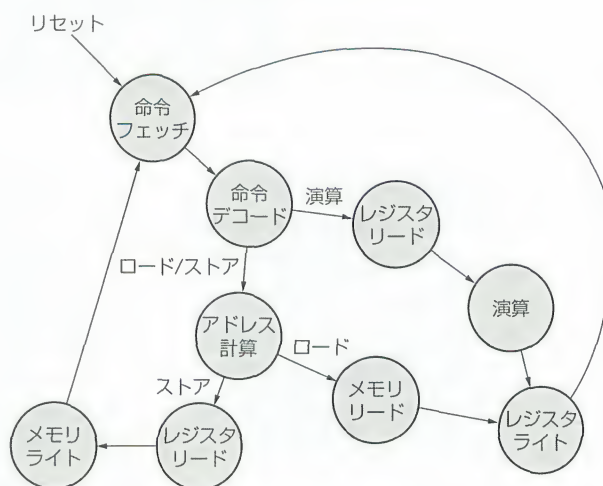 リセット
命令
フェッチ
命令
デコード
演算
レジスタ
リード
ロード/ストア
演算
アドレス
計算
ロード
ストア
メモリ
リード
メモリ
ライト
レジスタ
リード
レジスタ
ライト